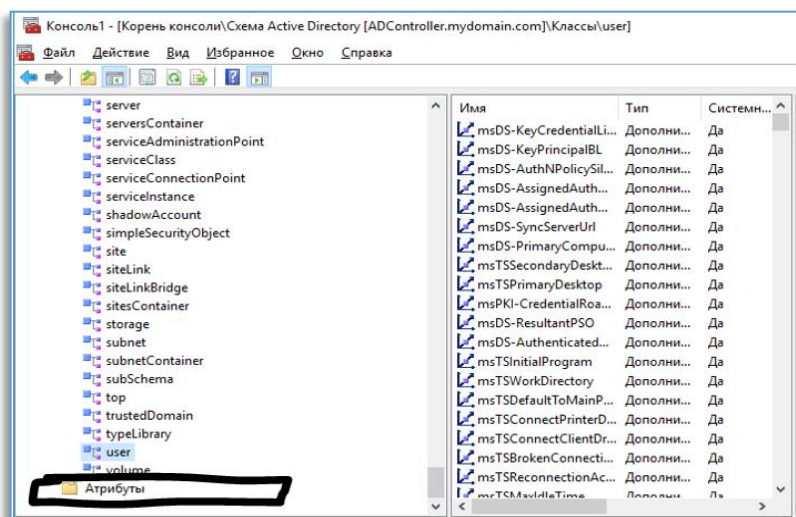 Консоль1 - [Корень консоли\Схема Active Directory [ADController.mydomain.com]\Классы\user]
Файл Действие Вид Избранное Окно Справка
server
serversContainer
serviceAdministrationPoint
serviceClass
serviceConnectionPoint
serviceInstance
shadowAccount
simpleSecurityObject
site
siteLink
siteLinkBridge
sitesContainer
storage
subnet
subnetContainer
subSchema
top
trustedDomain
typeLibrary
user
volume
Атрибуты
Имя Тип Системн...
msDS-KeyCredentialLi... Дополни... Да
msDS-KeyPrincipalBL Дополни... Да
msDS-AuthNPolicySil... Дополни... Да
msDS-AssignedAuth... Дополни... Да
msDS-AssignedAuth... Дополни... Да
msDS-SyncServerUrl Дополни... Да
msDS-PrimaryCompu... Дополни... Да
msTSSecondaryDeskt... Дополни... Да
msTSPrimaryDesktop Дополни... Да
msPKI-CredentialRoa... Дополни... Да
msDS-ResultantPSO Дополни... Да
msDS-Authenticated... Дополни... Да
msTSInitialProgram Дополни... Да
msTSWorkDirectory Дополни... Да
msTSDefaultToMainP... Дополни... Да
msTSConnectPrinterD... Дополни... Да
msTSConnectClientDr... Дополни... Да
msTSBrokenConnecti... Дополни... Да
msTSReconnectionAc... Дополни... Да
msTSMaxIdleTime Дополни... Да